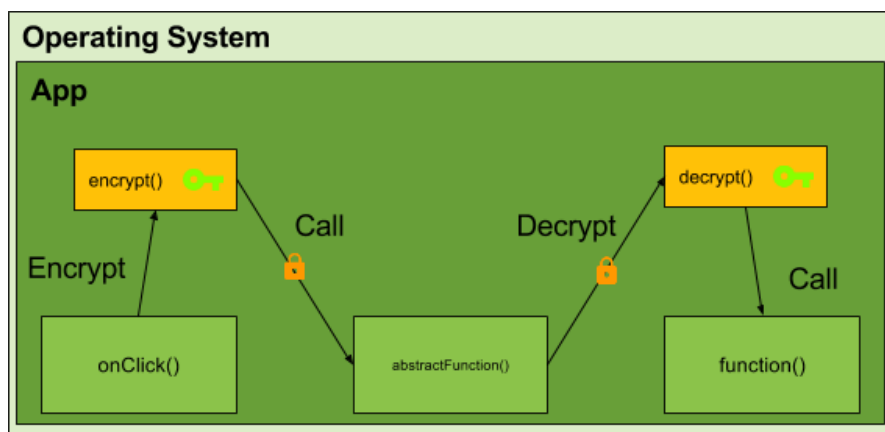 Operating System
App
encrypt()
decrypt()
Call
Decrypt
Encrypt
Call
onClick()
abstractFunction()
function()